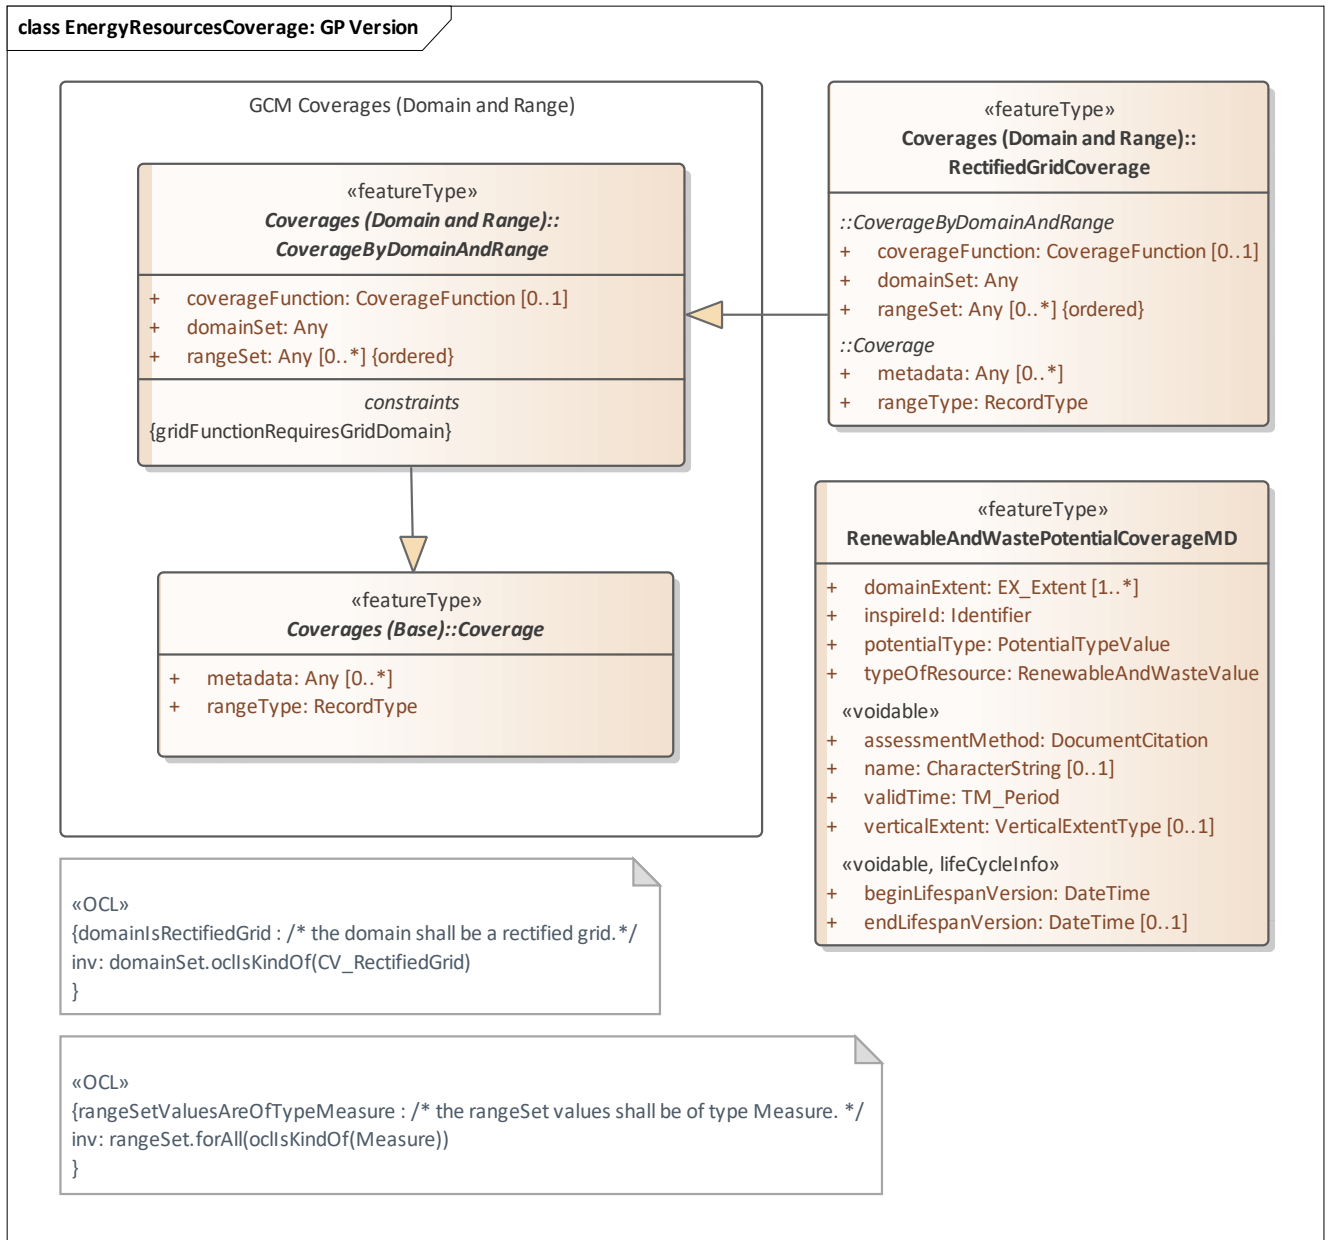 class EnergyResourcesCoverage: GP Version
GCM Coverages (Domain and Range)
«featureType»
Coverages (Domain and Range)::
CoverageByDomainAndRange
+ coverageFunction: CoverageFunction [0..1]
+ domainSet: Any
+ rangeSet: Any [0..*] {ordered}
constraints
{gridFunctionRequiresGridDomain}
«featureType»
Coverages (Base)::Coverage
+ metadata: Any [0..*]
+ rangeType: RecordType
«featureType»
Coverages (Domain and Range)::
RectifiedGridCoverage
::CoverageByDomainAndRange
+ coverageFunction: CoverageFunction [0..1]
+ domainSet: Any
+ rangeSet: Any [0..*] {ordered}
::Coverage
+ metadata: Any [0..*]
+ rangeType: RecordType
«featureType»
RenewableAndWastePotentialCoverageMD
+ domainExtent: EX_Extent [1..*]
+ inspireId: Identifier
+ potentialType: PotentialTypeValue
+ typeOfResource: RenewableAndWasteValue
«voidable»
+ assessmentMethod: DocumentCitation
+ name: CharacterString [0..1]
+ validTime: TM_Period
+ verticalExtent: VerticalExtentType [0..1]
«voidable, lifeCycleInfo»
+ beginLifespanVersion: DateTime
+ endLifespanVersion: DateTime [0..1]
«OCL»
{domainIsRectifiedGrid : /* the domain shall be a rectified grid.*/
inv: domainSet.oclIsKindOf(CV_RectifiedGrid)
}
«OCL»
{rangeSetValuesAreOfTypeMeasure : /* the rangeSet values shall be of type Measure. */
inv: rangeSet.forAll(oclIsKindOf(Measure))
}